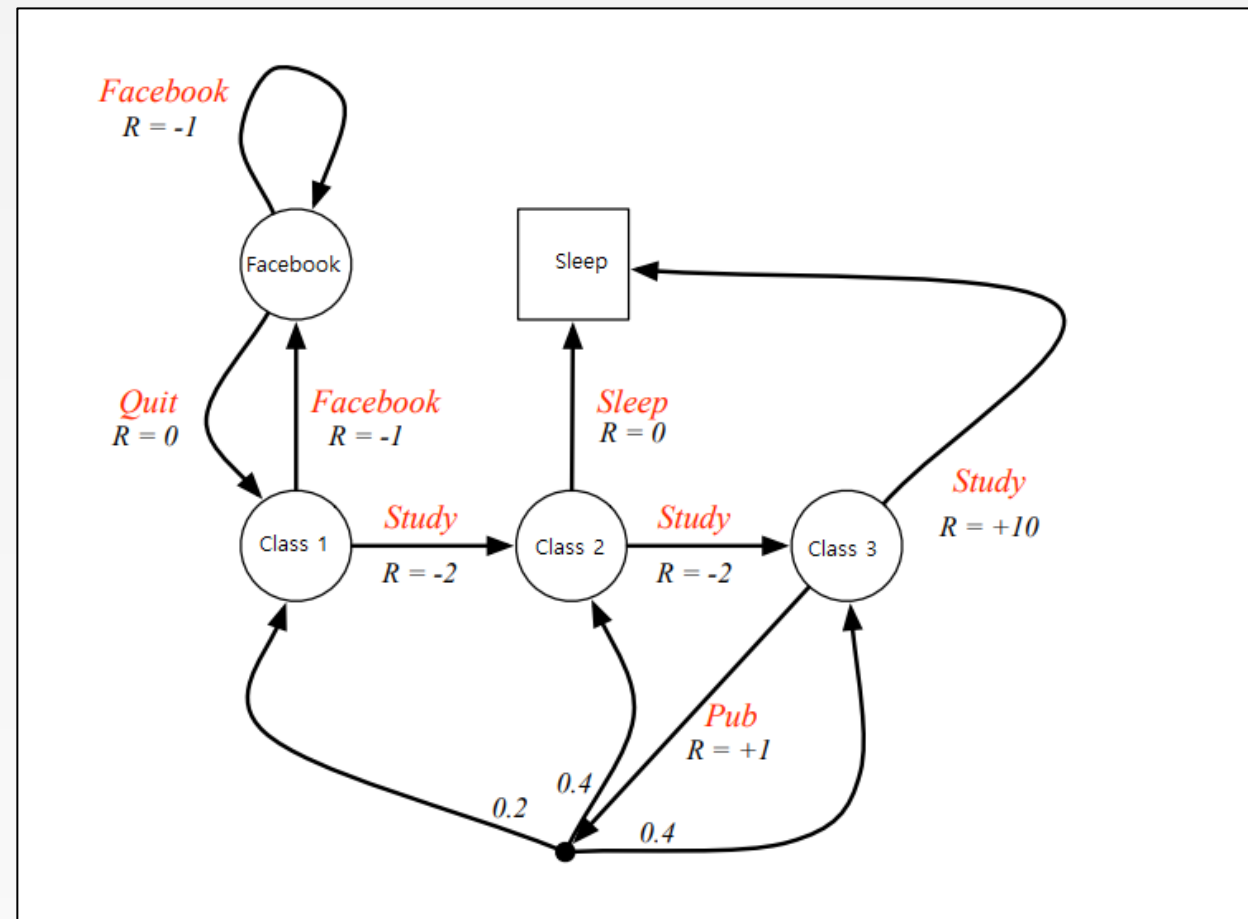 Facebook
R = -1
Facebook
Sleep
Quit
R = 0
Facebook
R = -1
Sleep
R = 0
Study
R = +10
Class 1
Study
R = -2
Class 2
Study
R = -2
Class 3
Pub
R = +1
0.4
0.2
0.4